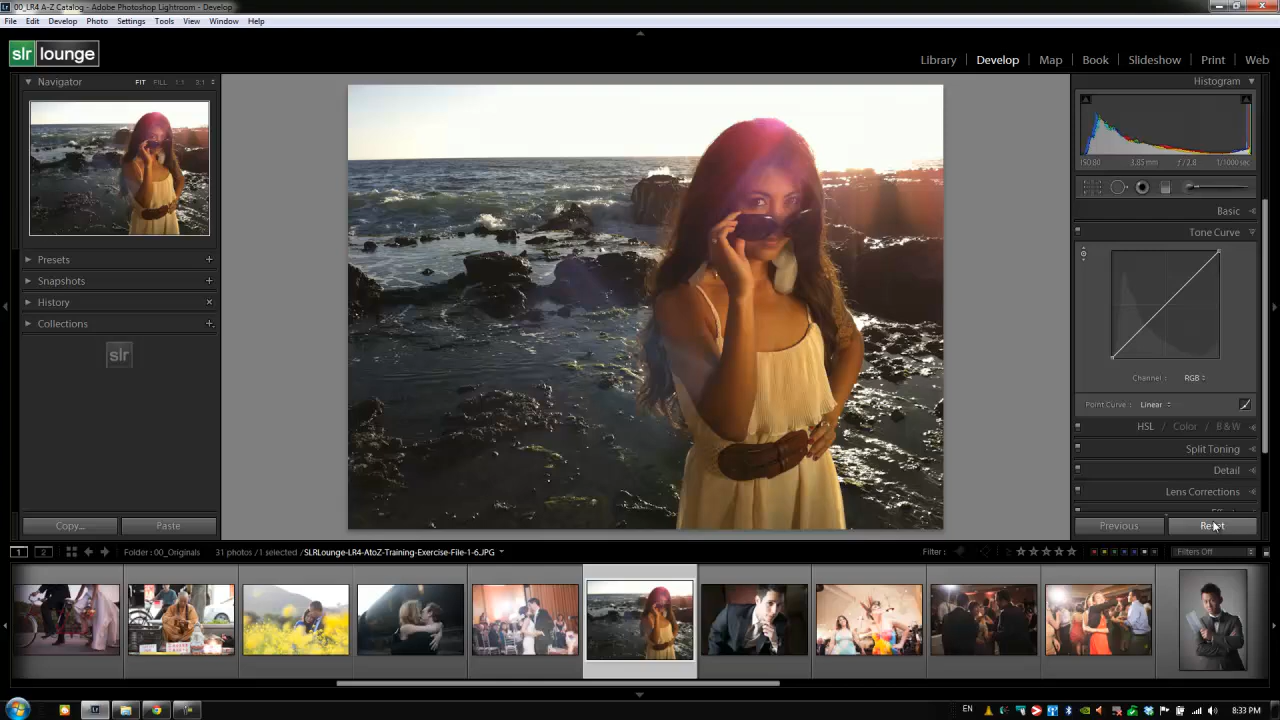 00_LR4 A-Z Catalog - Adobe Photoshop Lightroom - Develop
File Edit Develop Photo Settings Tools View Window Help
slr lounge
Library Develop Map Book Slideshow Print Web
Navigator FIT FILL 1:1 3:1
Histogram
ISO 80 3.85 mm f / 2.8 1/1000 sec
Basic
Tone Curve
Presets
Snapshots
History
Collections
slr
Channel : RGB
Point Curve : Linear
HSL / Color / B & W
Split Toning
Detail
Lens Corrections
Copy... Paste
Previous Reset
1 2 Folder : 00_Originals 31 photos /1 selected /SLRLounge-LR4-AtoZ-Training-Exercise-File-1-6.JPG Filter : Filters Off
EN 8:33 PM